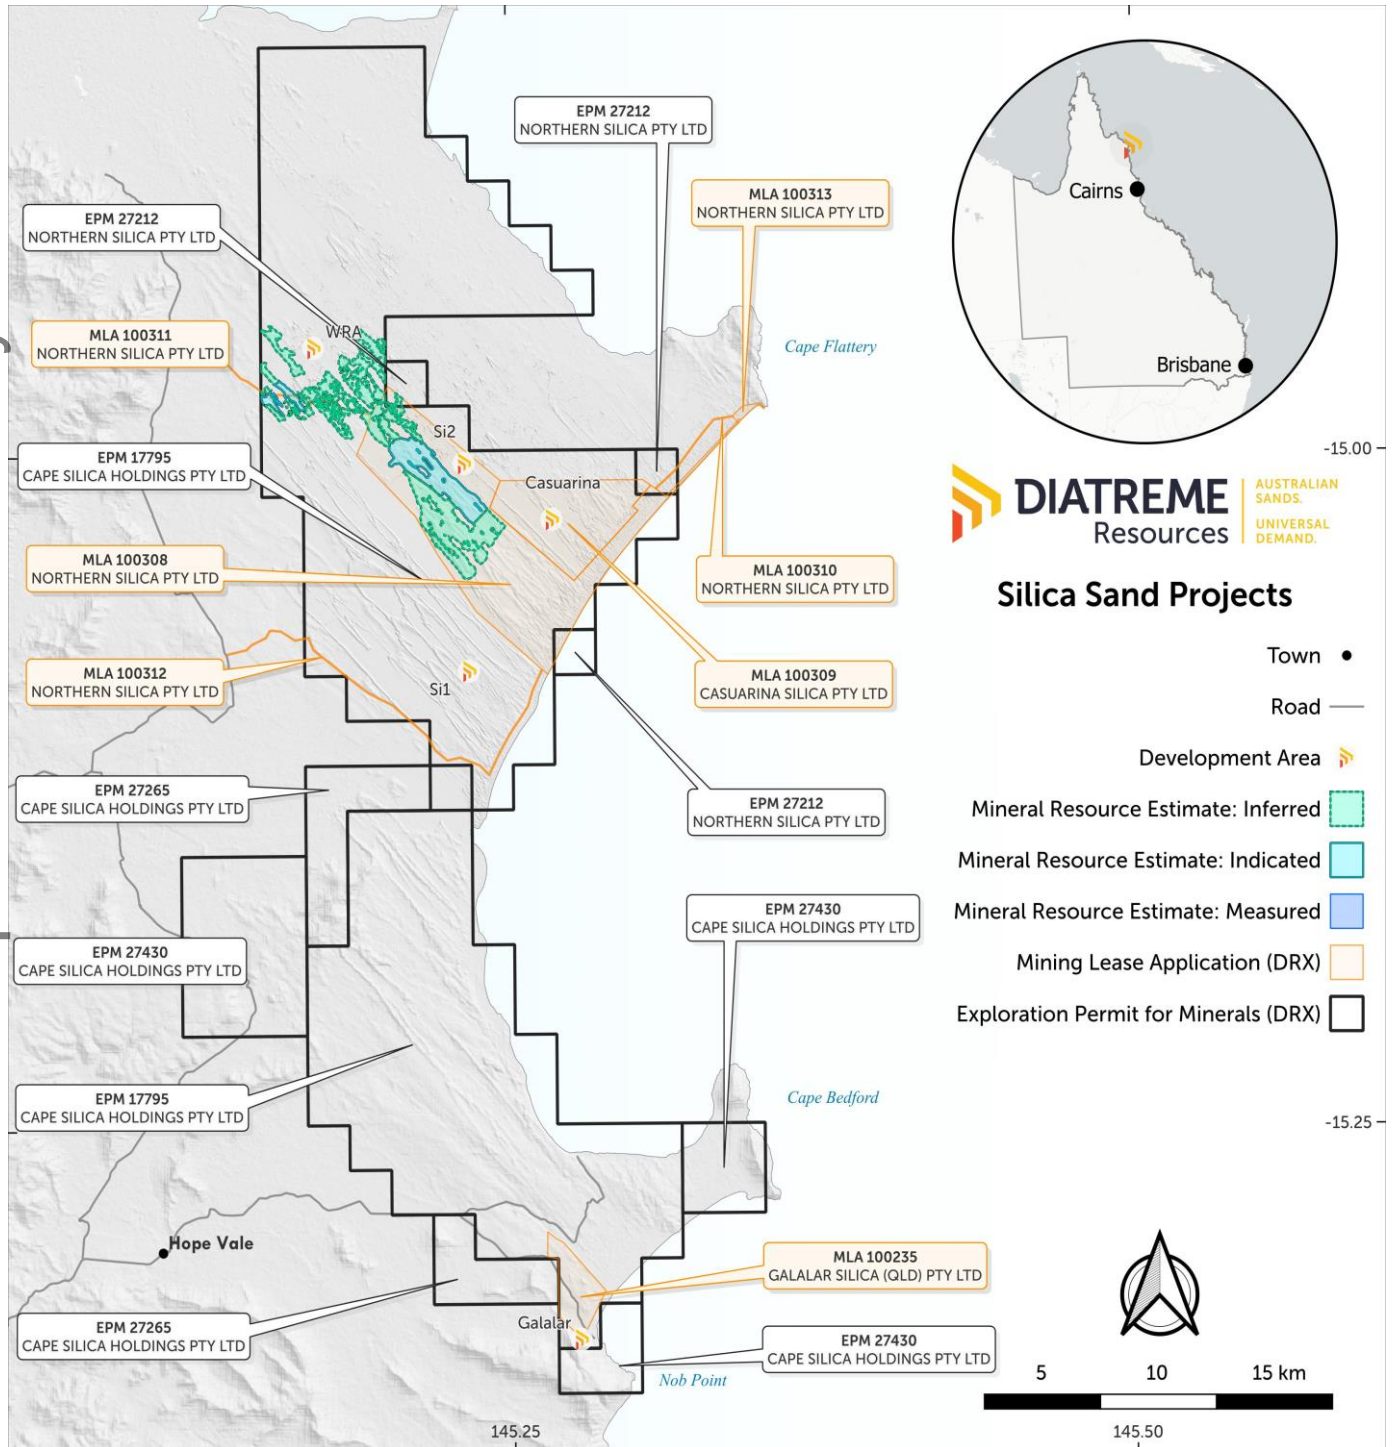 EPM 27212
NORTHERN SILICA PTY LTD
MLA 100313
NORTHERN SILICA PTY LTD
EPM 27212
NORTHERN SILICA PTY LTD
MLA 100311
NORTHERN SILICA PTY LTD
WRA
Cape Flattery
Cairns
Brisbane
Si2
EPM 17795
CAPE SILICA HOLDINGS PTY LTD
Casuarina
-15.00
DIATREME
Resources
AUSTRALIAN
SANDS.
UNIVERSAL
DEMAND.
MLA 100308
NORTHERN SILICA PTY LTD
MLA 100310
NORTHERN SILICA PTY LTD
Silica Sand Projects
Town
Road
Development Area
Mineral Resource Estimate: Inferred
Mineral Resource Estimate: Indicated
Mineral Resource Estimate: Measured
Mining Lease Application (DRX)
Exploration Permit for Minerals (DRX)
MLA 100312
NORTHERN SILICA PTY LTD
Si1
MLA 100309
CASUARINA SILICA PTY LTD
EPM 27265
CAPE SILICA HOLDINGS PTY LTD
EPM 27212
NORTHERN SILICA PTY LTD
EPM 27430
CAPE SILICA HOLDINGS PTY LTD
EPM 27430
CAPE SILICA HOLDINGS PTY LTD
EPM 17795
CAPE SILICA HOLDINGS PTY LTD
Cape Bedford
-15.25
Hope Vale
MLA 100235
GALALAR SILICA (QLD) PTY LTD
EPM 27265
CAPE SILICA HOLDINGS PTY LTD
Galalar
EPM 27430
CAPE SILICA HOLDINGS PTY LTD
Nob Point
5 10 15 km
145.25
145.50